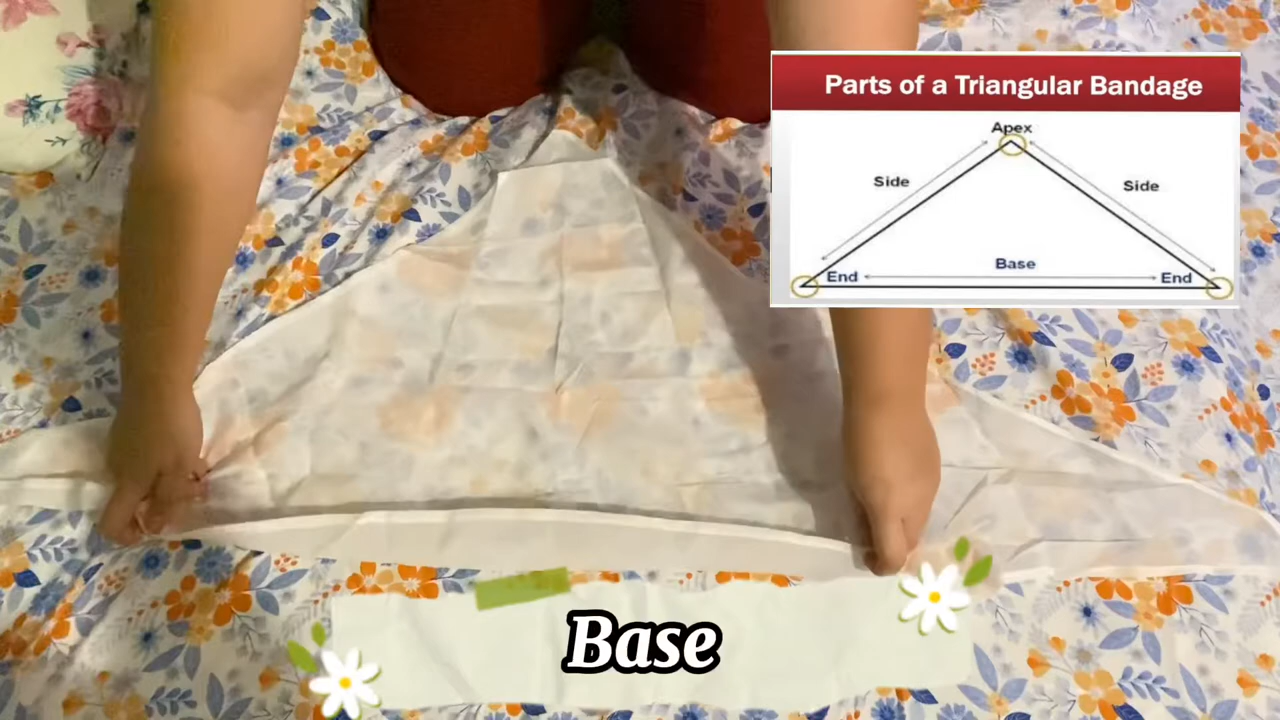 Parts of a Triangular Bandage
Apex
Side
Side
Base
End
End
Base